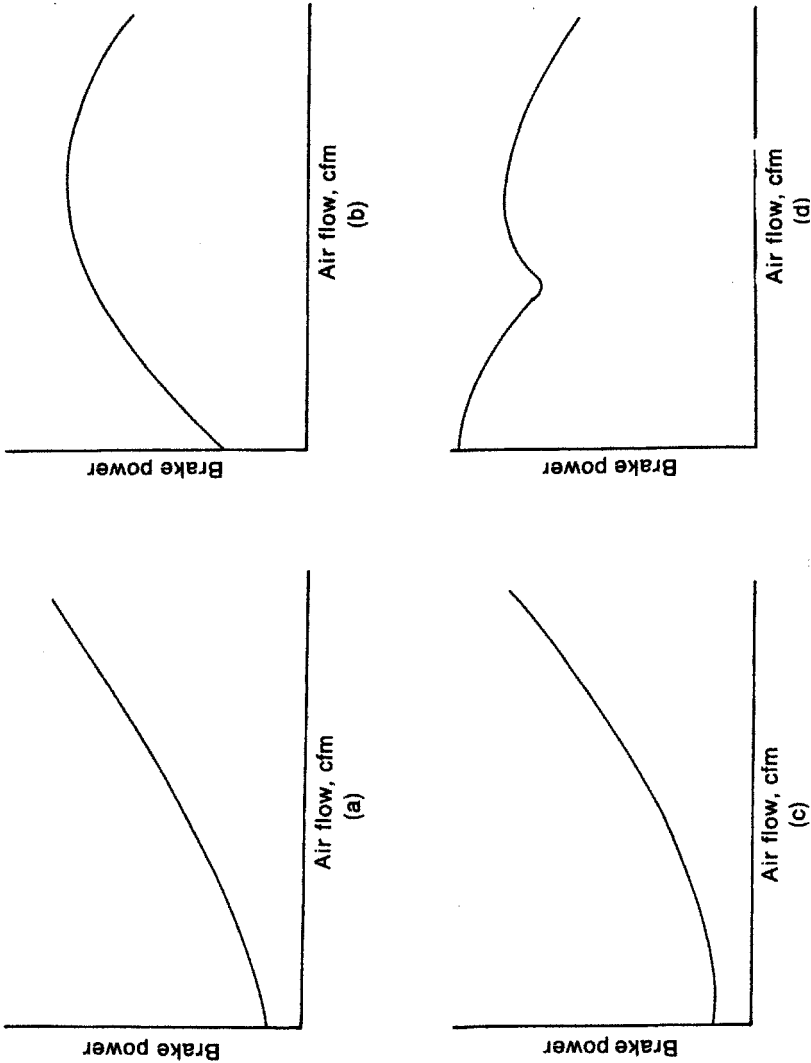 Brake power
Air flow, cfm
(a)
Brake power
Air flow, cfm
(b)
Brake power
Air flow, cfm
(c)
Brake power
Air flow, cfm
(d)